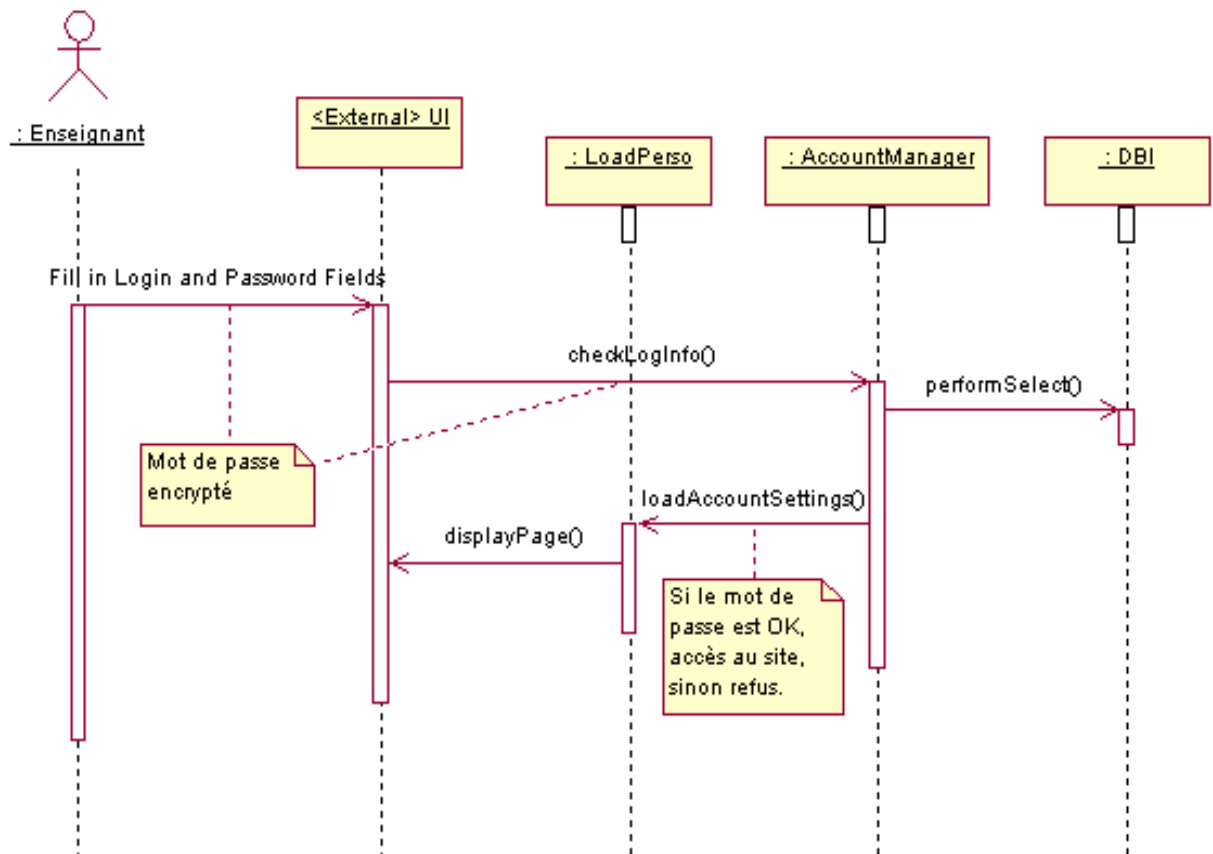 : Enseignant
<External> UI
: LoadPerso
: AccountManager
: DBI
Fill in Login and Password Fields
checkLogInfo()
performSelect()
Mot de passe
encrypté
loadAccountSettings()
displayPage()
Si le mot de
passe est OK,
accès au site,
sinon refus.